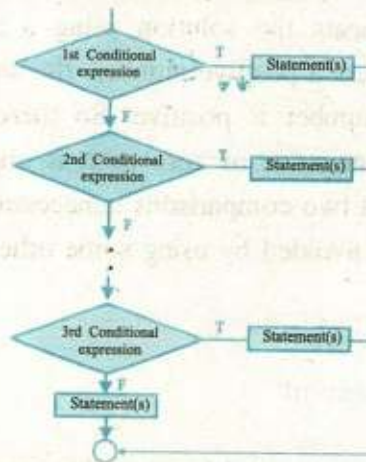 1st Conditional
expression
T
Statement(s)
F
2nd Conditional
expression
T
Statement(s)
F
3rd Conditional
expression
T
Statement(s)
F
Statement(s)